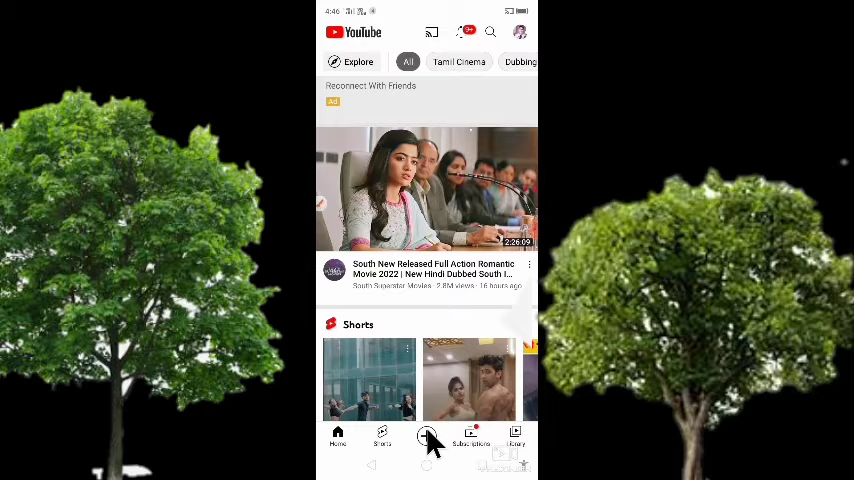 4:46
YouTube
9+
Explore
All
Tamil Cinema
Dubbing
Reconnect With Friends
Ad
2:26:09
South New Released Full Action Romantic
Movie 2022 | New Hindi Dubbed South I...
South Superstar Movies · 2.8M views · 16 hours ago
Shorts
Home
Shorts
Subscriptions
Library